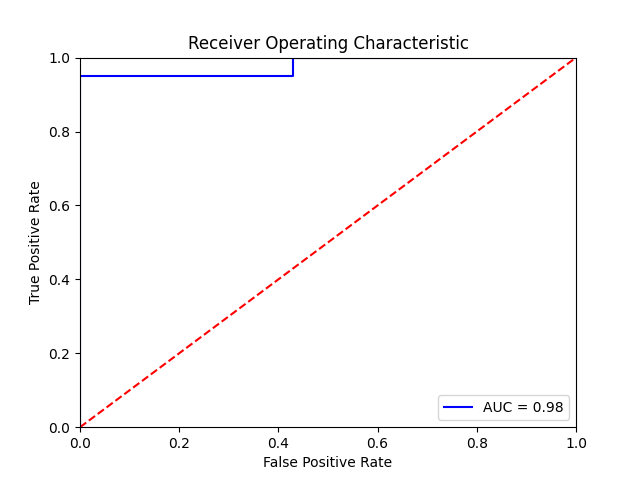 Receiver Operating Characteristic
1.0
0.8
0.6
0.4
0.2
0.0
True Positive Rate
AUC = 0.98
0.0 0.2 0.4 0.6 0.8 1.0
False Positive Rate